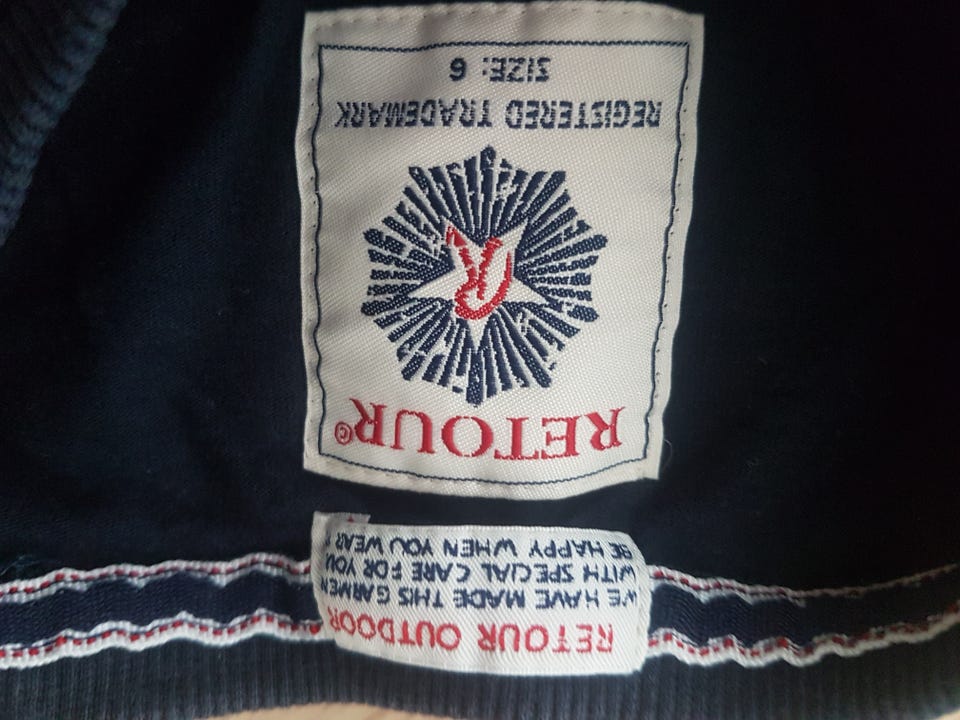 RETOUR OUTDOOR
WE HAVE MADE THIS GARMEN
WITH SPECIAL CARE FOR YOU
BE HAPPY WHEN YOU WEAR
RETOUR©
REGISTERED TRADEMARK
SIZE: 6